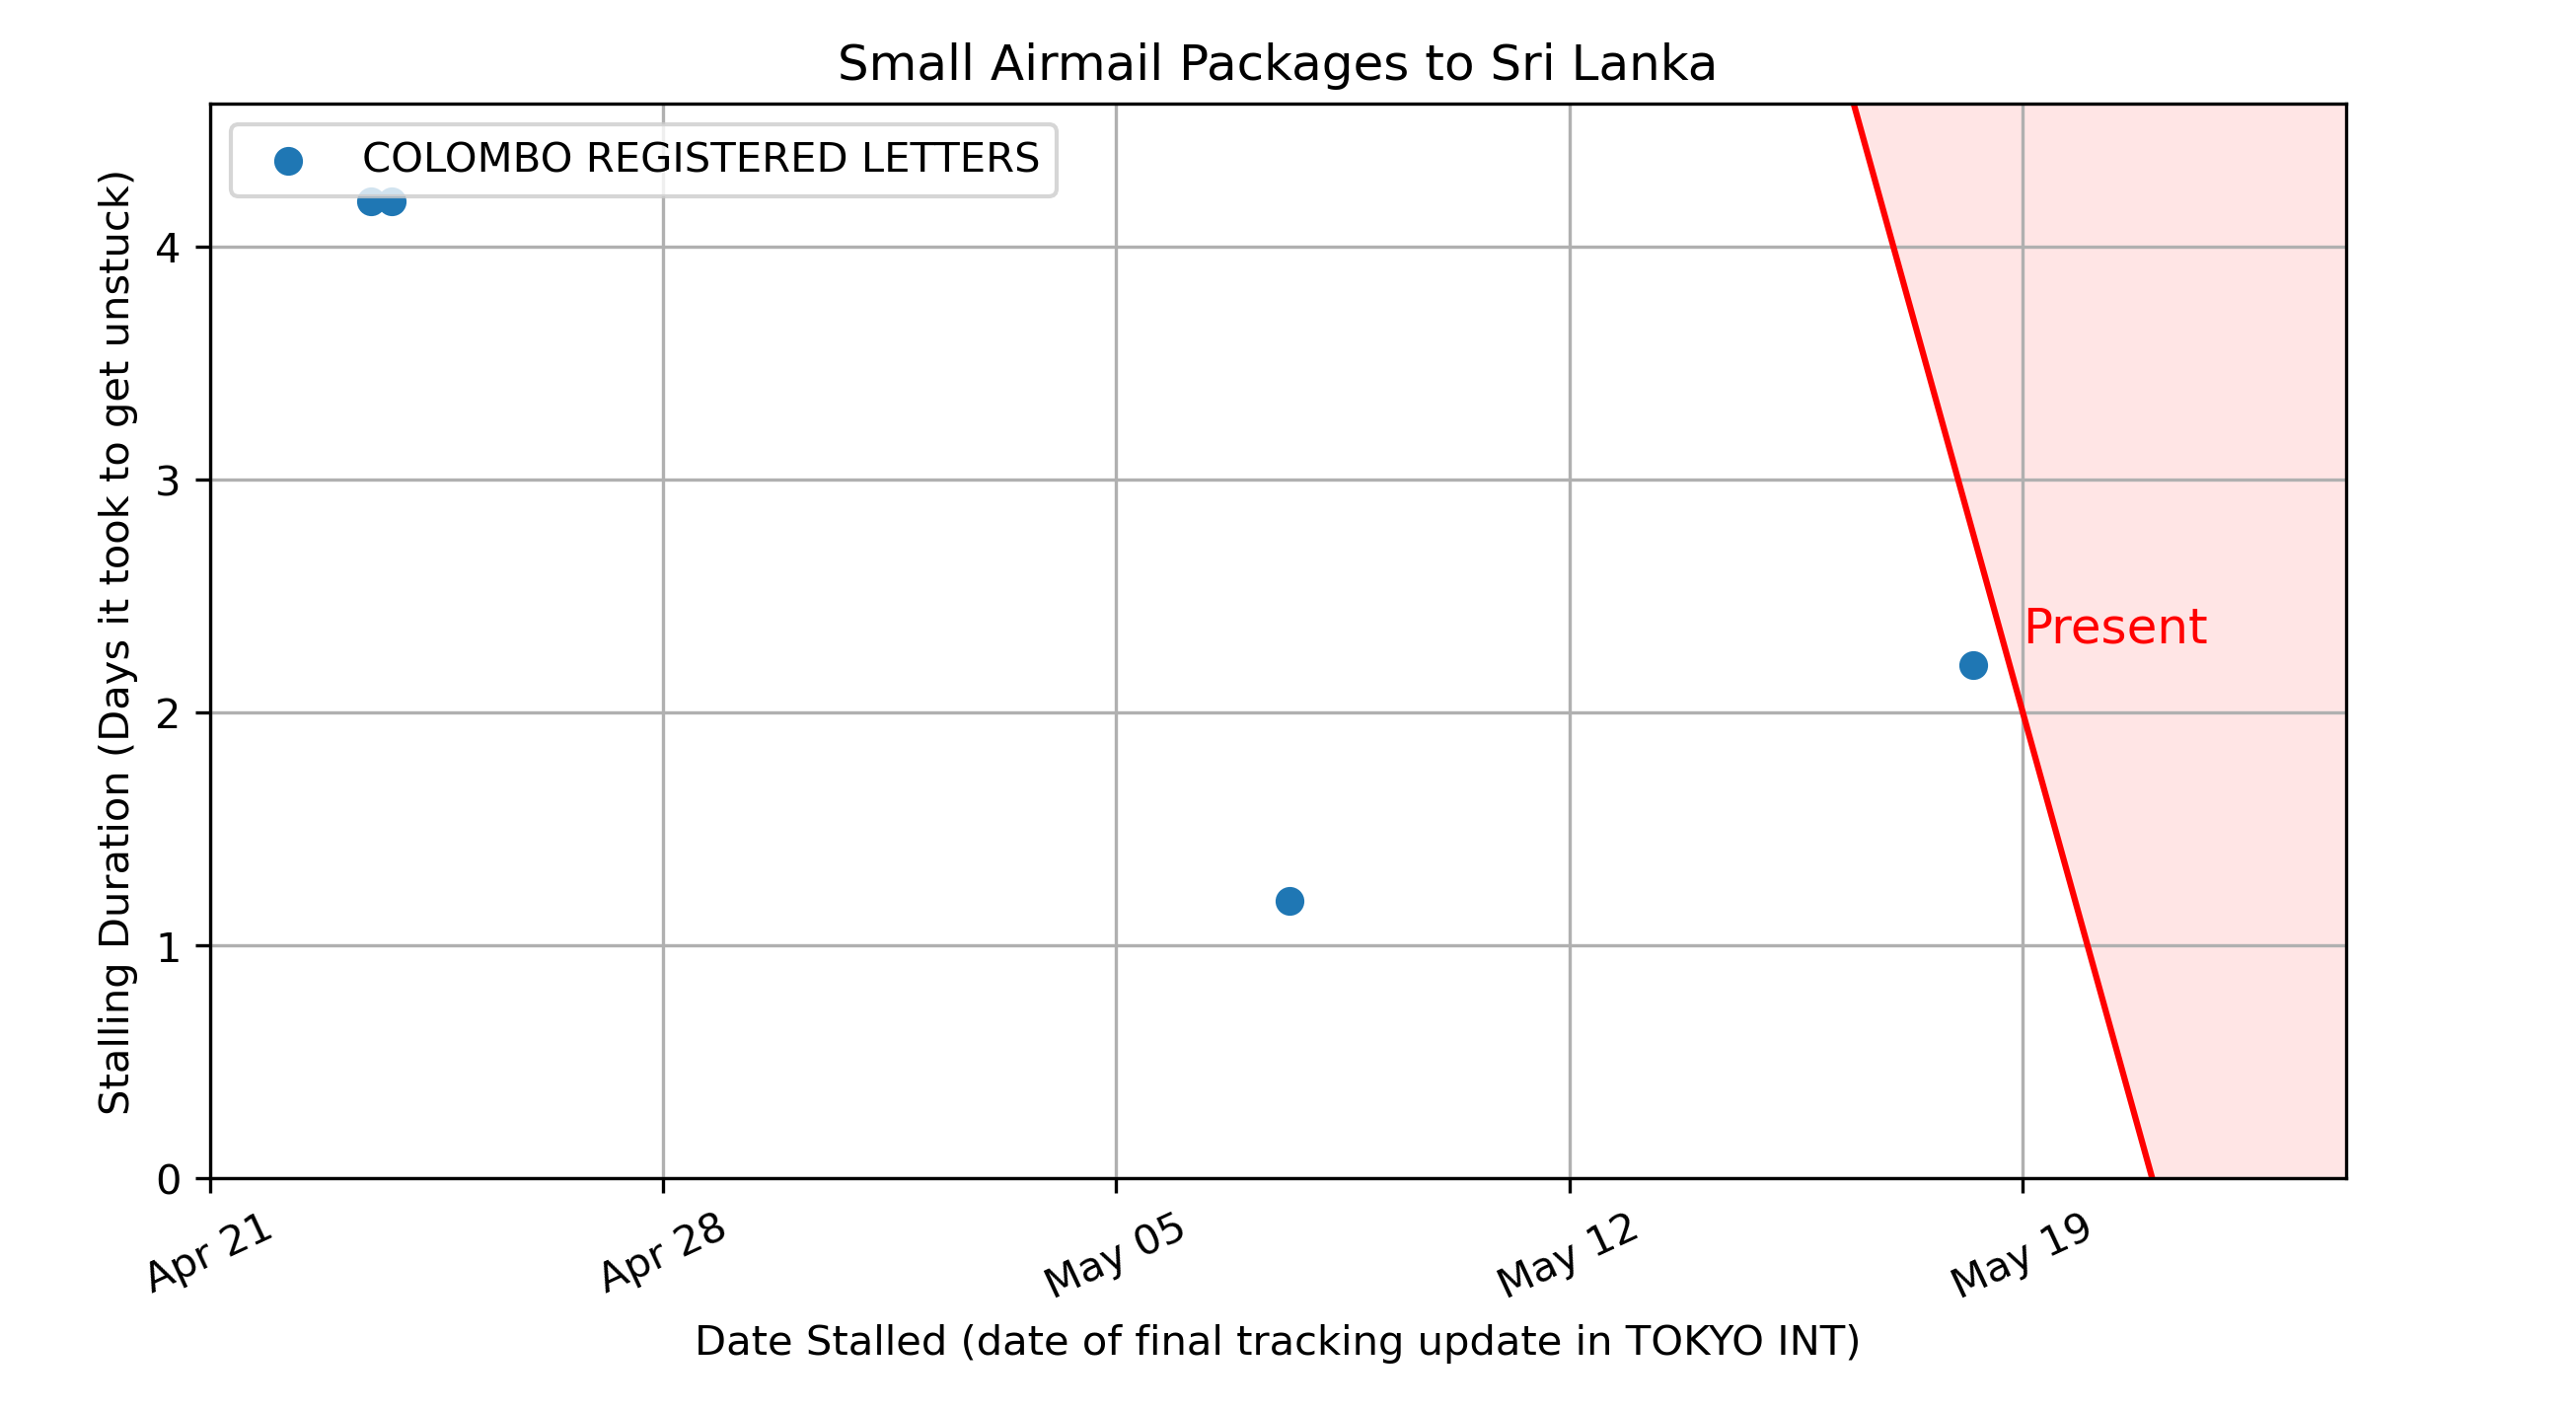 Small Airmail Packages to Sri Lanka
COLOMBO REGISTERED LETTERS
Stalling Duration (Days it took to get unstuck)
4
3
2
1
0
Present
Apr 21
Apr 28
May 05
May 12
May 19
Date Stalled (date of final tracking update in TOKYO INT)